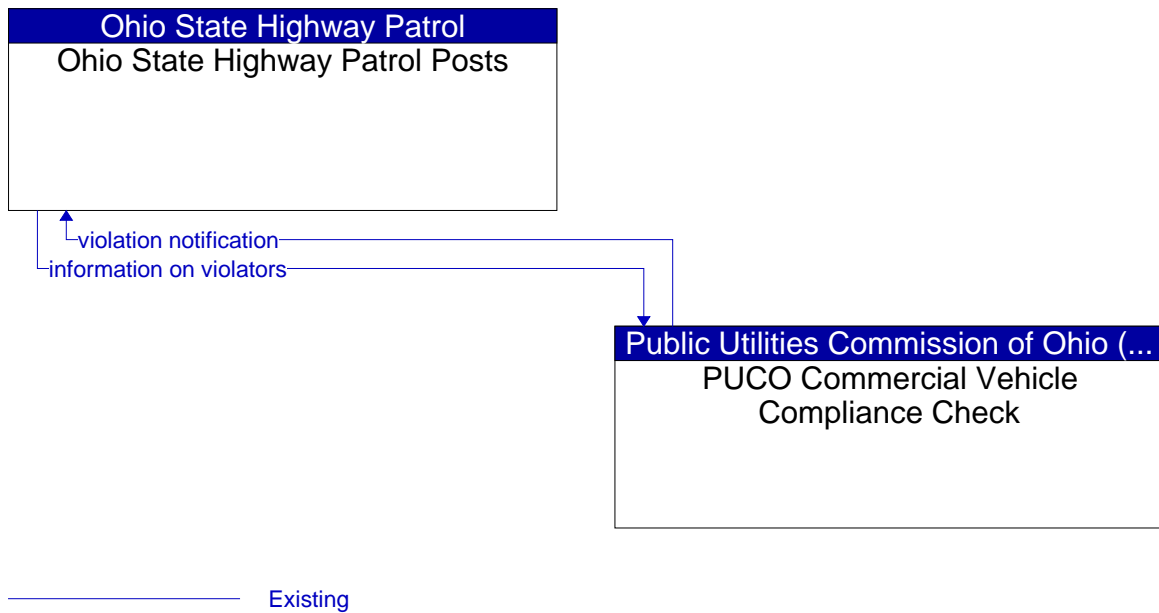 Ohio State Highway Patrol
Ohio State Highway Patrol Posts
violation notification
information on violators
Public Utilities Commission of Ohio (...
PUCO Commercial Vehicle
Compliance Check
Existing